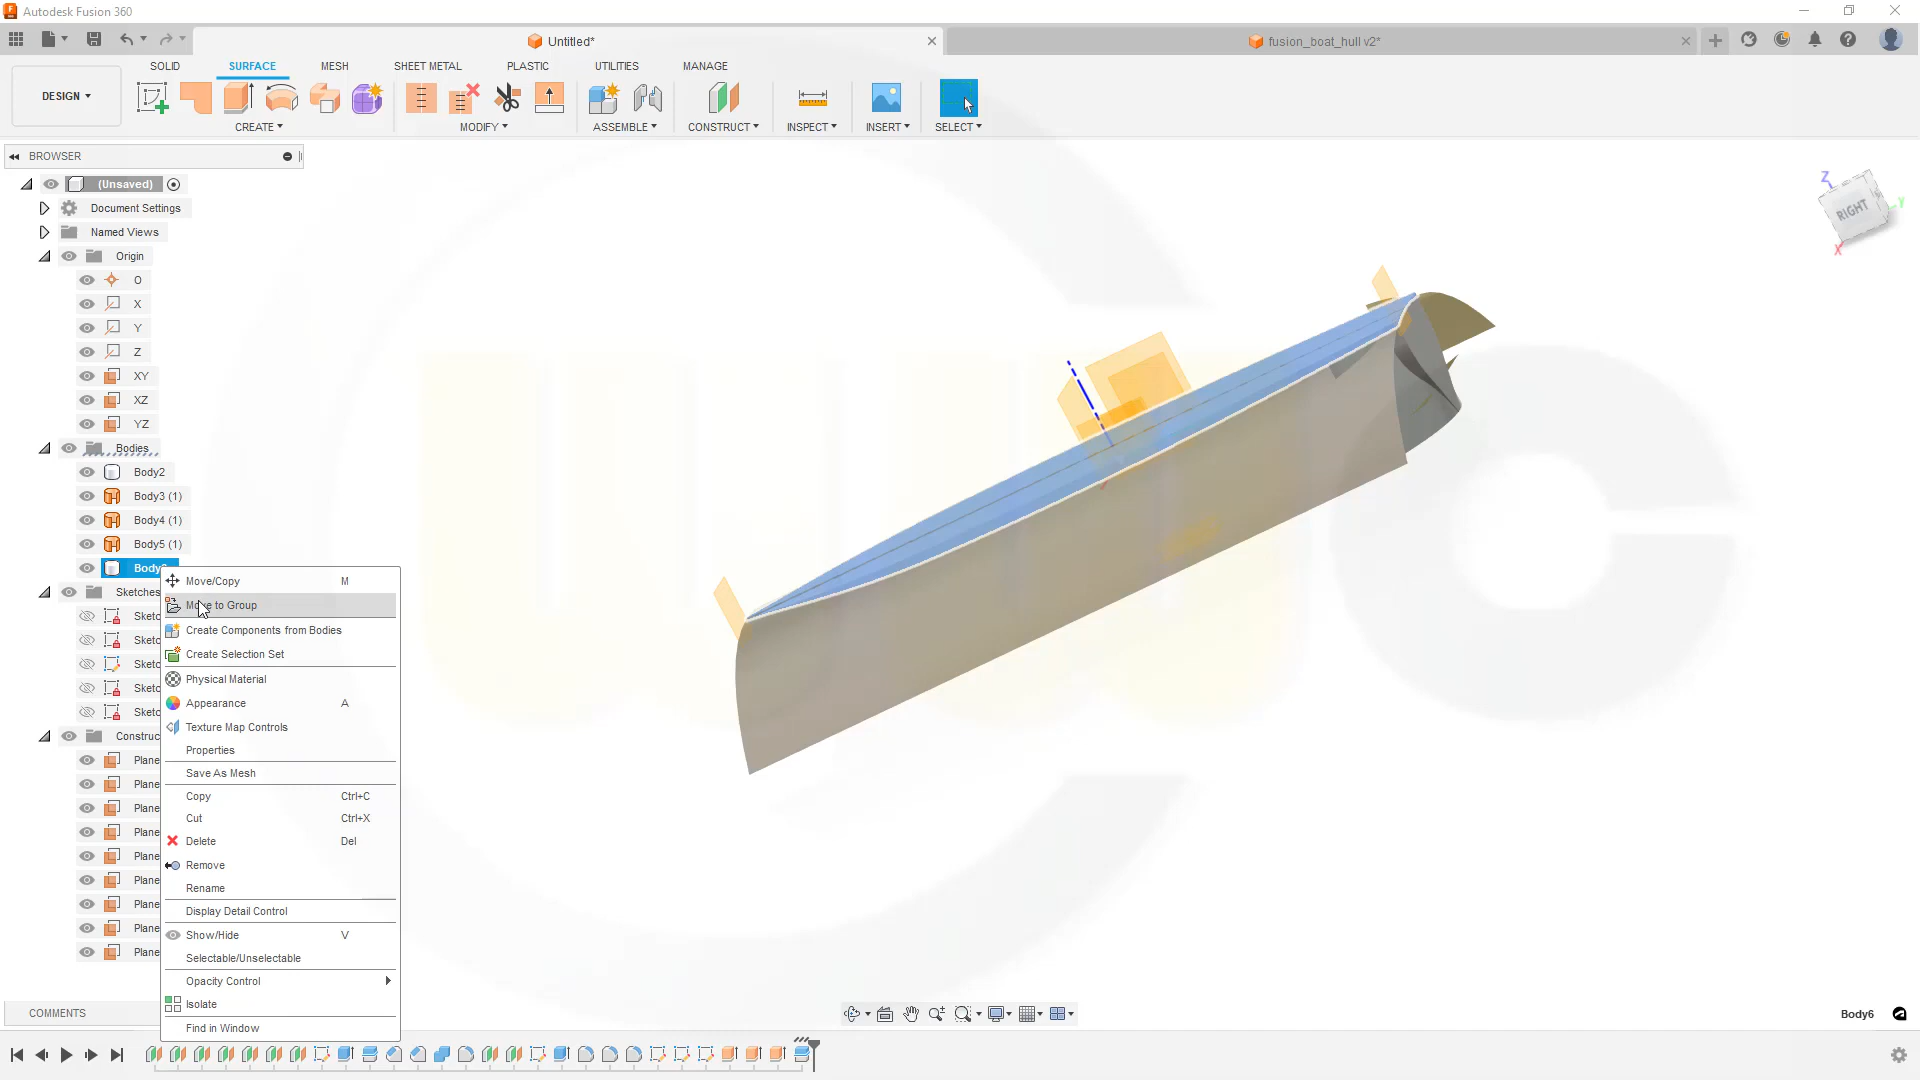 Autodesk Fusion 360
Untitled*
fusion_boat_hull v2*
SOLID
SURFACE
MESH
SHEET METAL
PLASTIC
UTILITIES
MANAGE
DESIGN
CREATE
MODIFY
ASSEMBLE
CONSTRUCT
INSPECT
INSERT
SELECT
BROWSER
(Unsaved)
Document Settings
Named Views
Origin
O
X
Y
Z
XY
XZ
YZ
Bodies
Body2
Body3 (1)
Body4 (1)
Body5 (1)
Body
Sketches
Sketc
Sketc
Sketc
Sketc
Sketc
Construc
Plane
Plane
Plane
Plane
Plane
Plane
Plane
Plane
Plane
Move/Copy M
Move to Group
Create Components from Bodies
Create Selection Set
Physical Material
Appearance A
Texture Map Controls
Properties
Save As Mesh
Copy Ctrl+C
Cut Ctrl+X
Delete Del
Remove
Rename
Display Detail Control
Show/Hide V
Selectable/Unselectable
Opacity Control
Isolate
Find in Window
COMMENTS
Z
Y
RIGHT
X
Body6